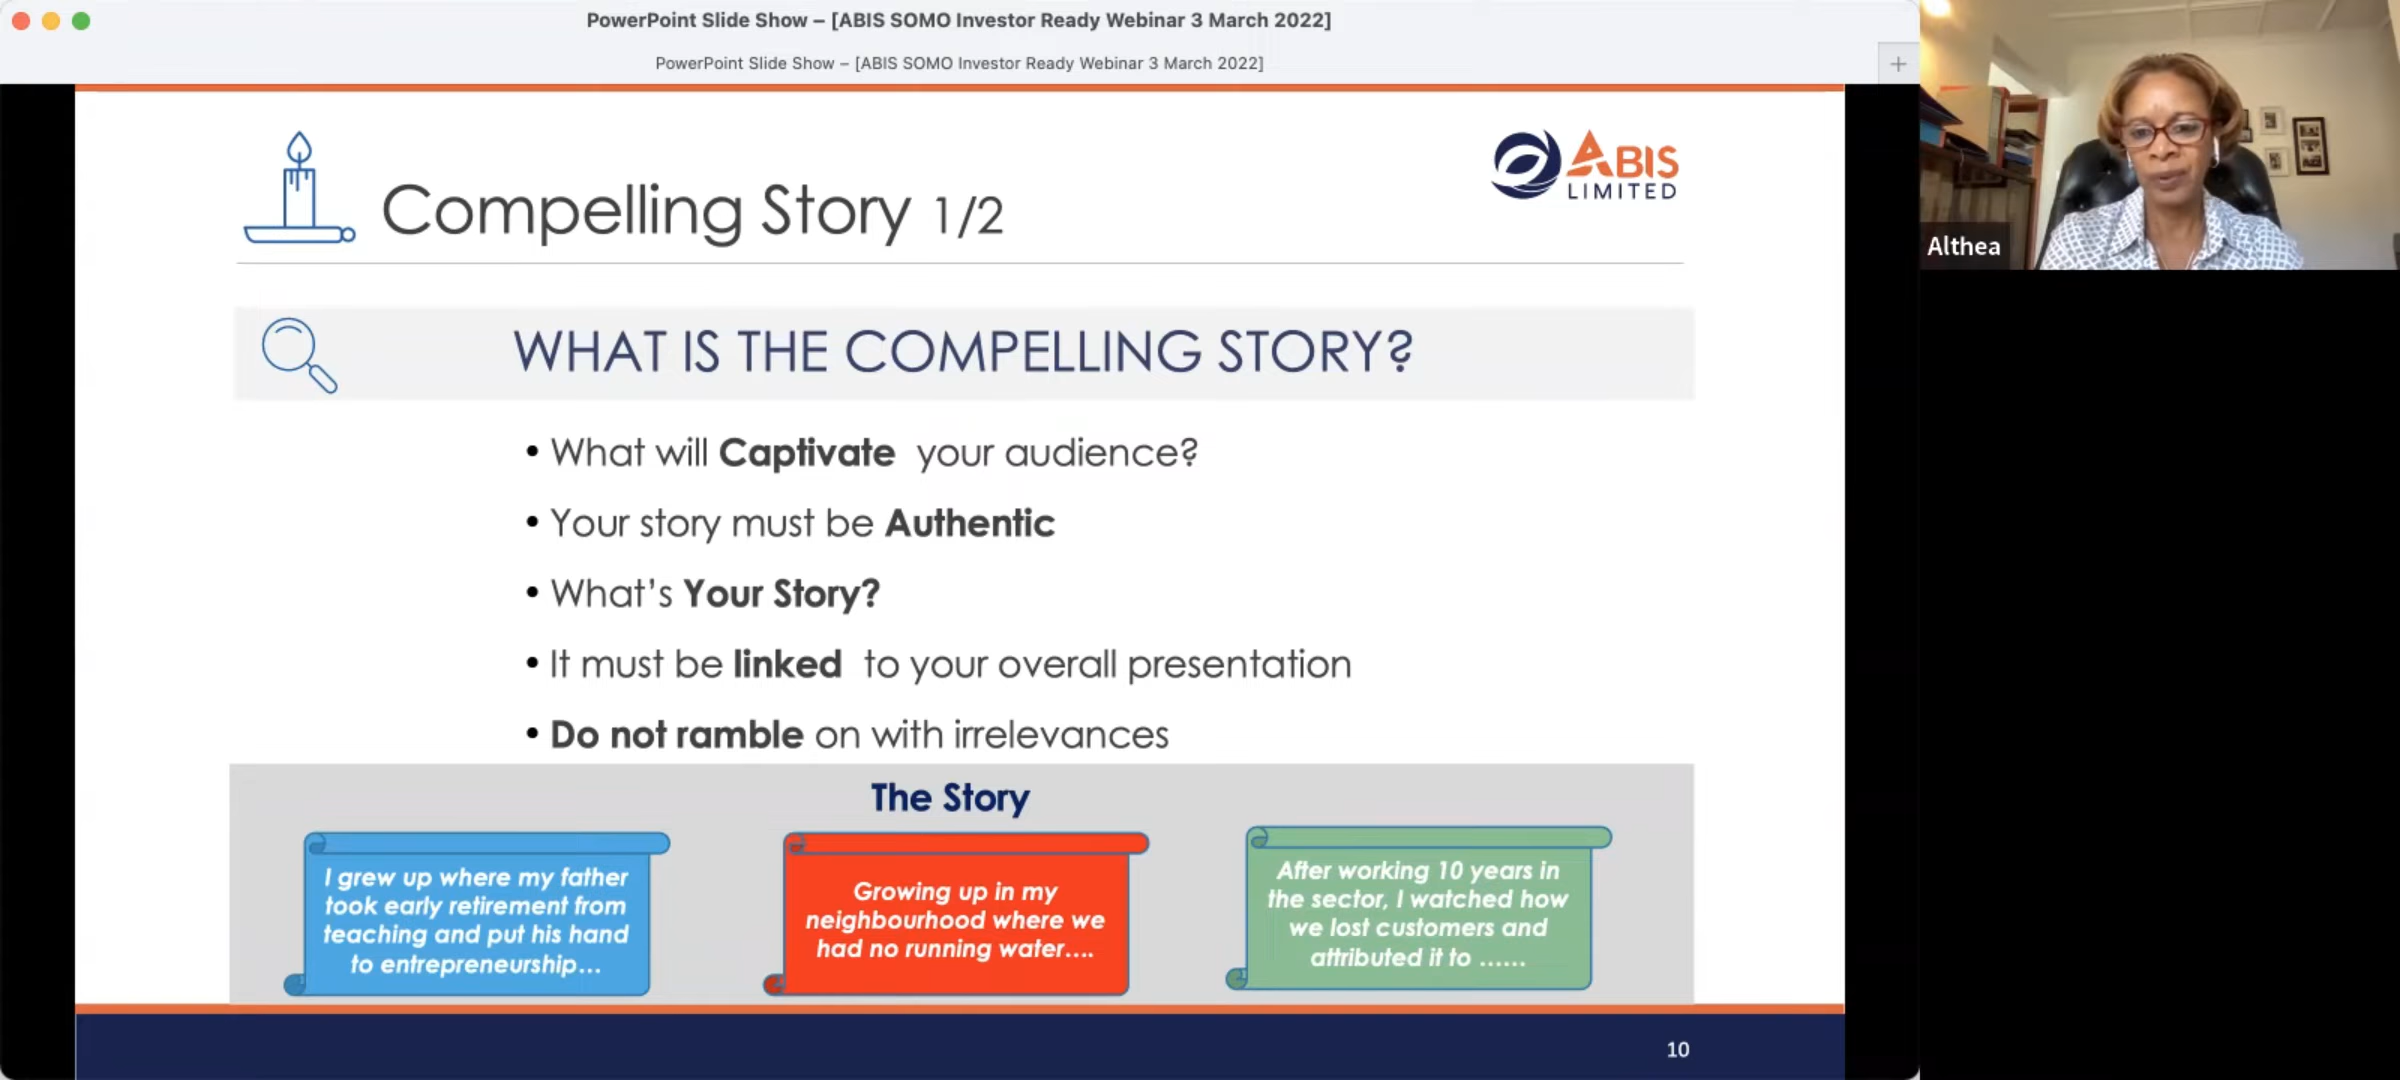 PowerPoint Slide Show – [ABIS SOMO Investor Ready Webinar 3 March 2022]
PowerPoint Slide Show – [ABIS SOMO Investor Ready Webinar 3 March 2022]
Compelling Story 1/2
ABIS
LIMITED
Althea
WHAT IS THE COMPELLING STORY?
• What will Captivate your audience?
• Your story must be Authentic
• What's Your Story?
• It must be linked to your overall presentation
• Do not ramble on with irrelevances
The Story
I grew up where my father
took early retirement from
teaching and put his hand
to entrepreneurship...
Growing up in my
neighbourhood where we
had no running water....
After working 10 years in
the sector, I watched how
we lost customers and
attributed it to ......
10